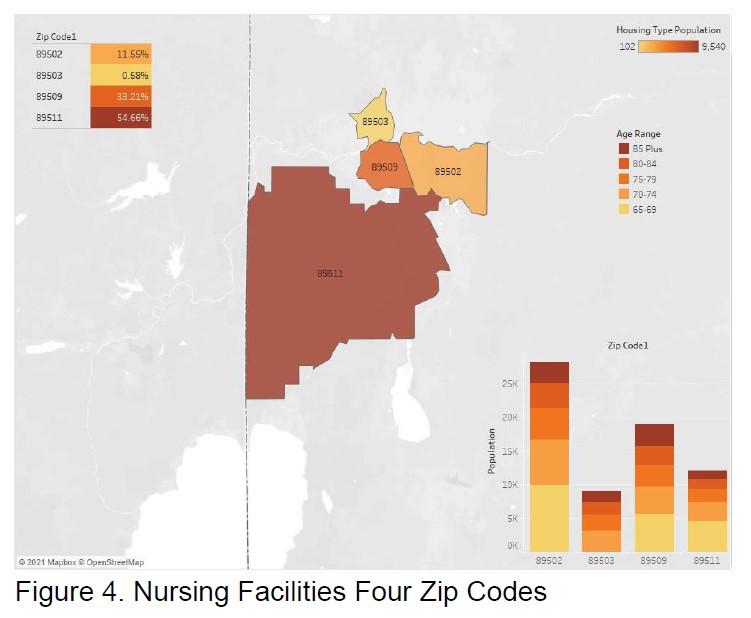 Zip Code1
89502 11.55%
89503 0.58%
89509 33.21%
89511 54.66%
Housing Type Population
102 9,540
89503
89509
89502
89511
Age Range
85 Plus
80-84
75-79
70-74
65-69
Zip Code1
Population
25K
20K
15K
10K
5K
0K
89502 89503 89509 89511
© 2021 Mapbox © OpenStreetMap
Figure 4. Nursing Facilities Four Zip Codes